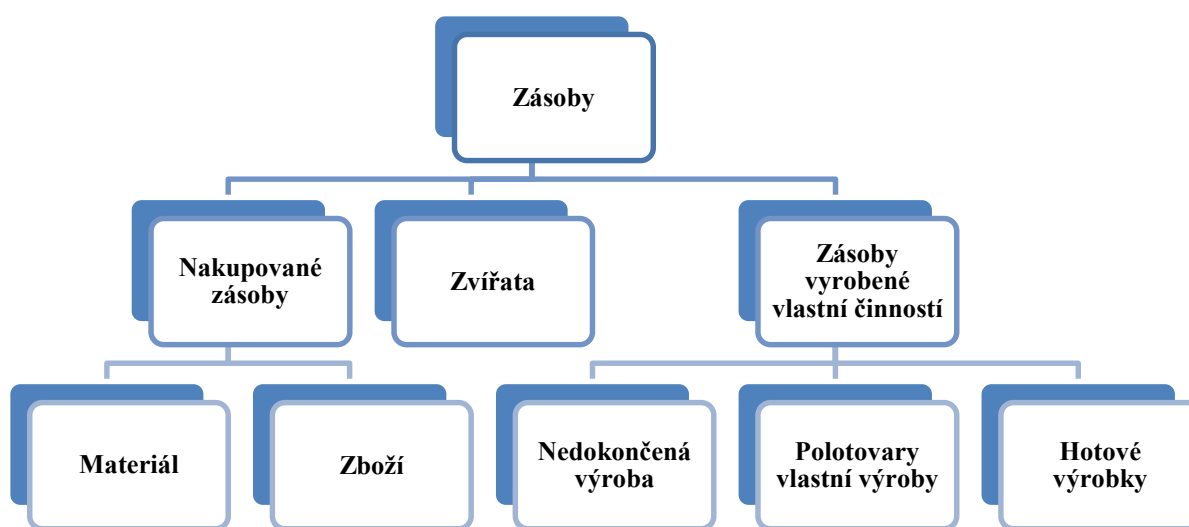 Zásoby
Nakupované
zásoby
Zvířata
Zásoby
vyrobené
vlastní činností
Materiál
Zboží
Nedokončená
výroba
Polotovary
vlastní výroby
Hotové
výrobky